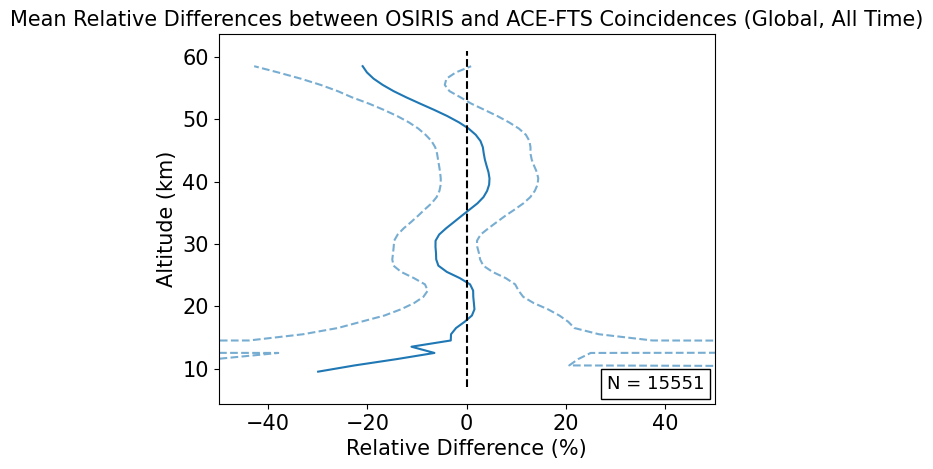 Mean Relative Differences between OSIRIS and ACE-FTS Coincidences (Global, All Time)
60
50
40
30
20
10
Altitude (km)
N = 15551
−40 −20 0 20 40
Relative Difference (%)